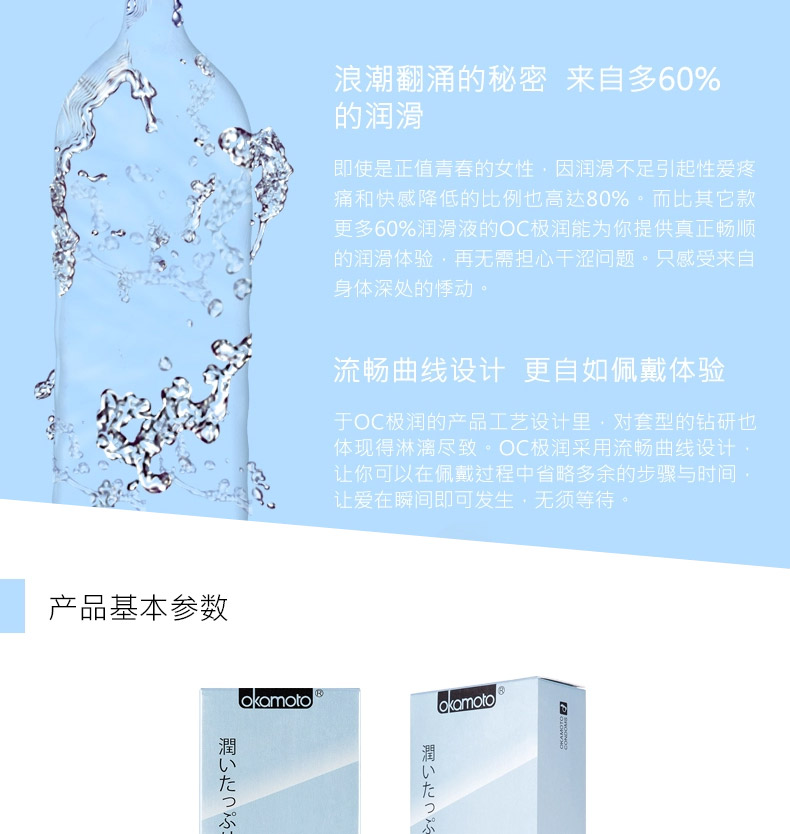 浪潮翻涌的秘密 来自多60%
的润滑
即使是正值青春的女性，因润滑不足引起性爱疼
痛和快感降低的比例也高达80%。而比其它款
更多60%润滑液的OC极润能为你提供真正畅顺
的润滑体验，再无需担心干涩问题。只感受来自
身体深处的悸动。
流畅曲线设计 更自如佩戴体验
于OC极润的产品工艺设计里，对套型的钻研也
体现得淋漓尽致。OC极润采用流畅曲线设计，
让你可以在佩戴过程中省略多余的步骤与时间，
让爱在瞬间即可发生，无须等待。
产品基本参数
okamoto®
潤いたっぷ
okamoto®
潤いたっぷ
OKAMOTO
CONDOMS